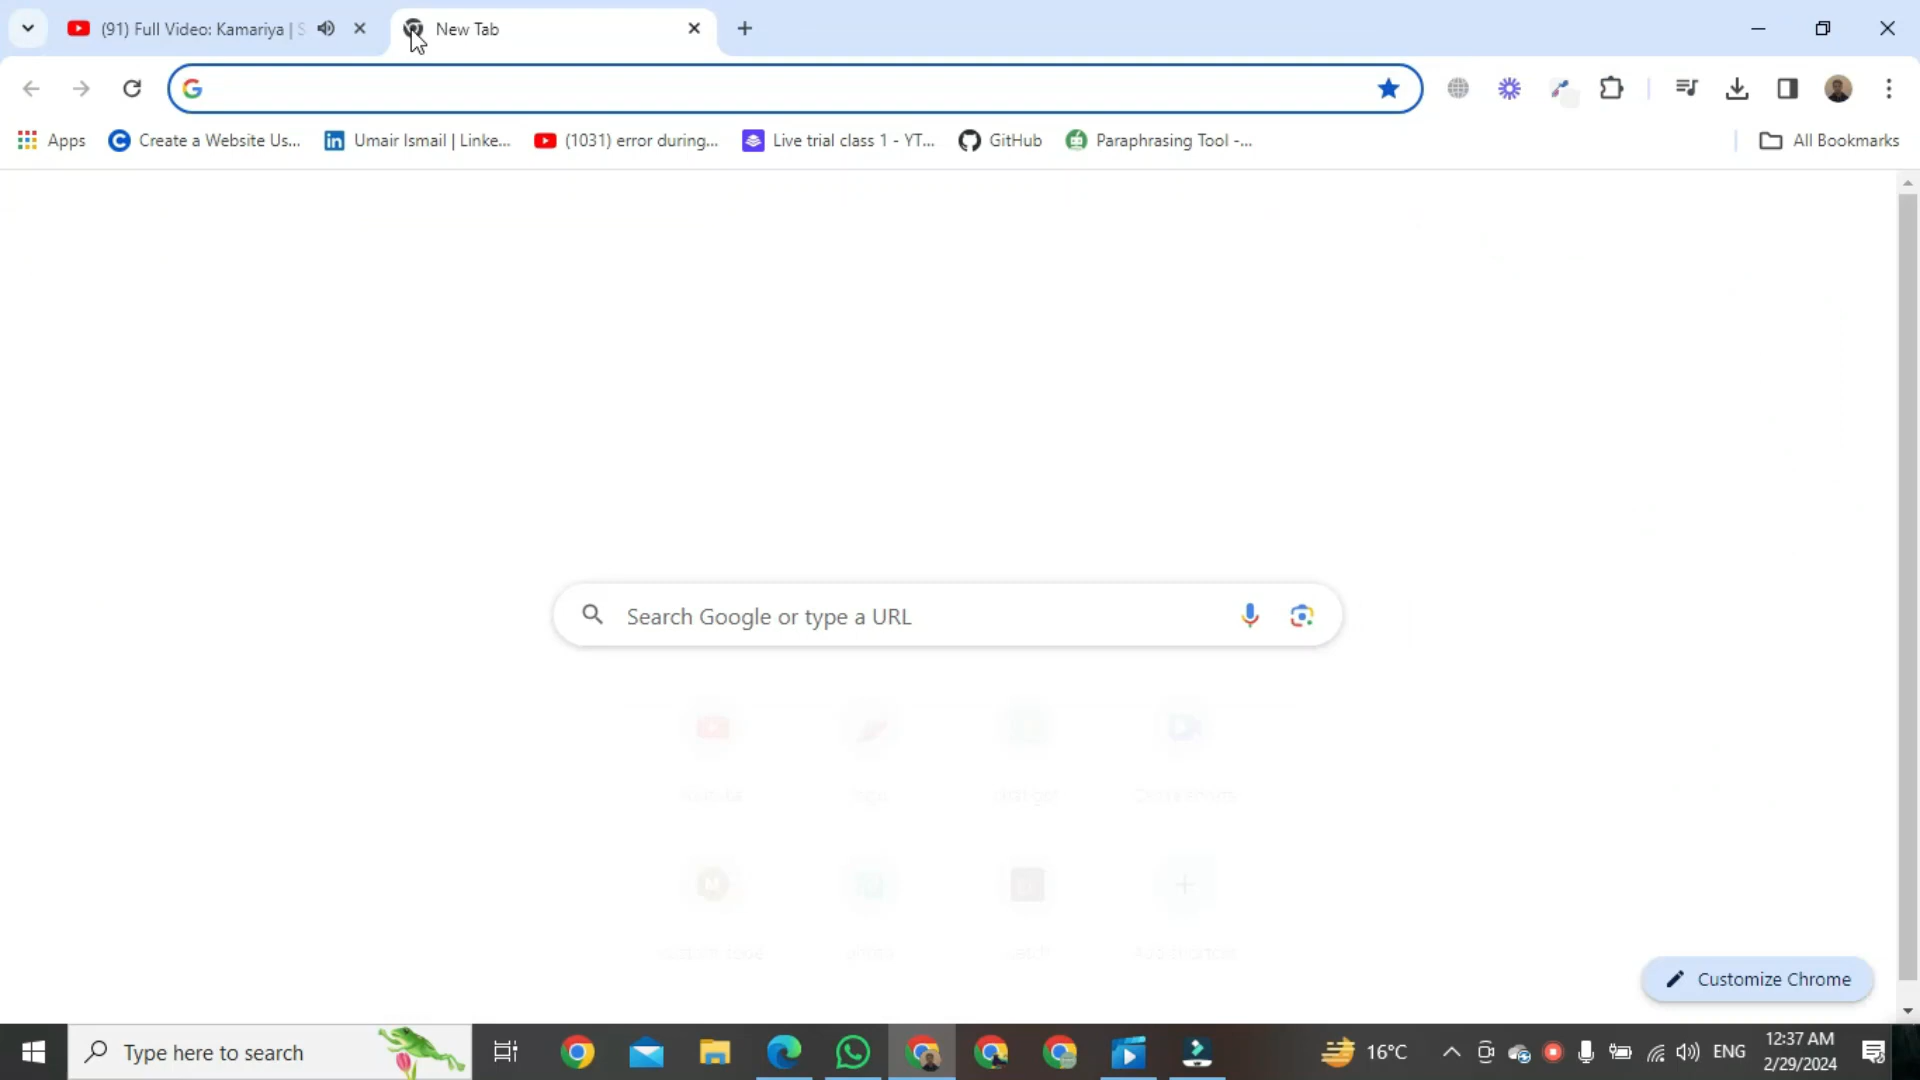 (91) Full Video: Kamariya | S
New Tab
Apps
Create a Website Us...
Umair Ismail | Linke...
(1031) error during...
Live trial class 1 - YT...
GitHub
Paraphrasing Tool -...
All Bookmarks
Search Google or type a URL
Customize Chrome
Type here to search
16°C
ENG
12:37 AM
2/29/2024